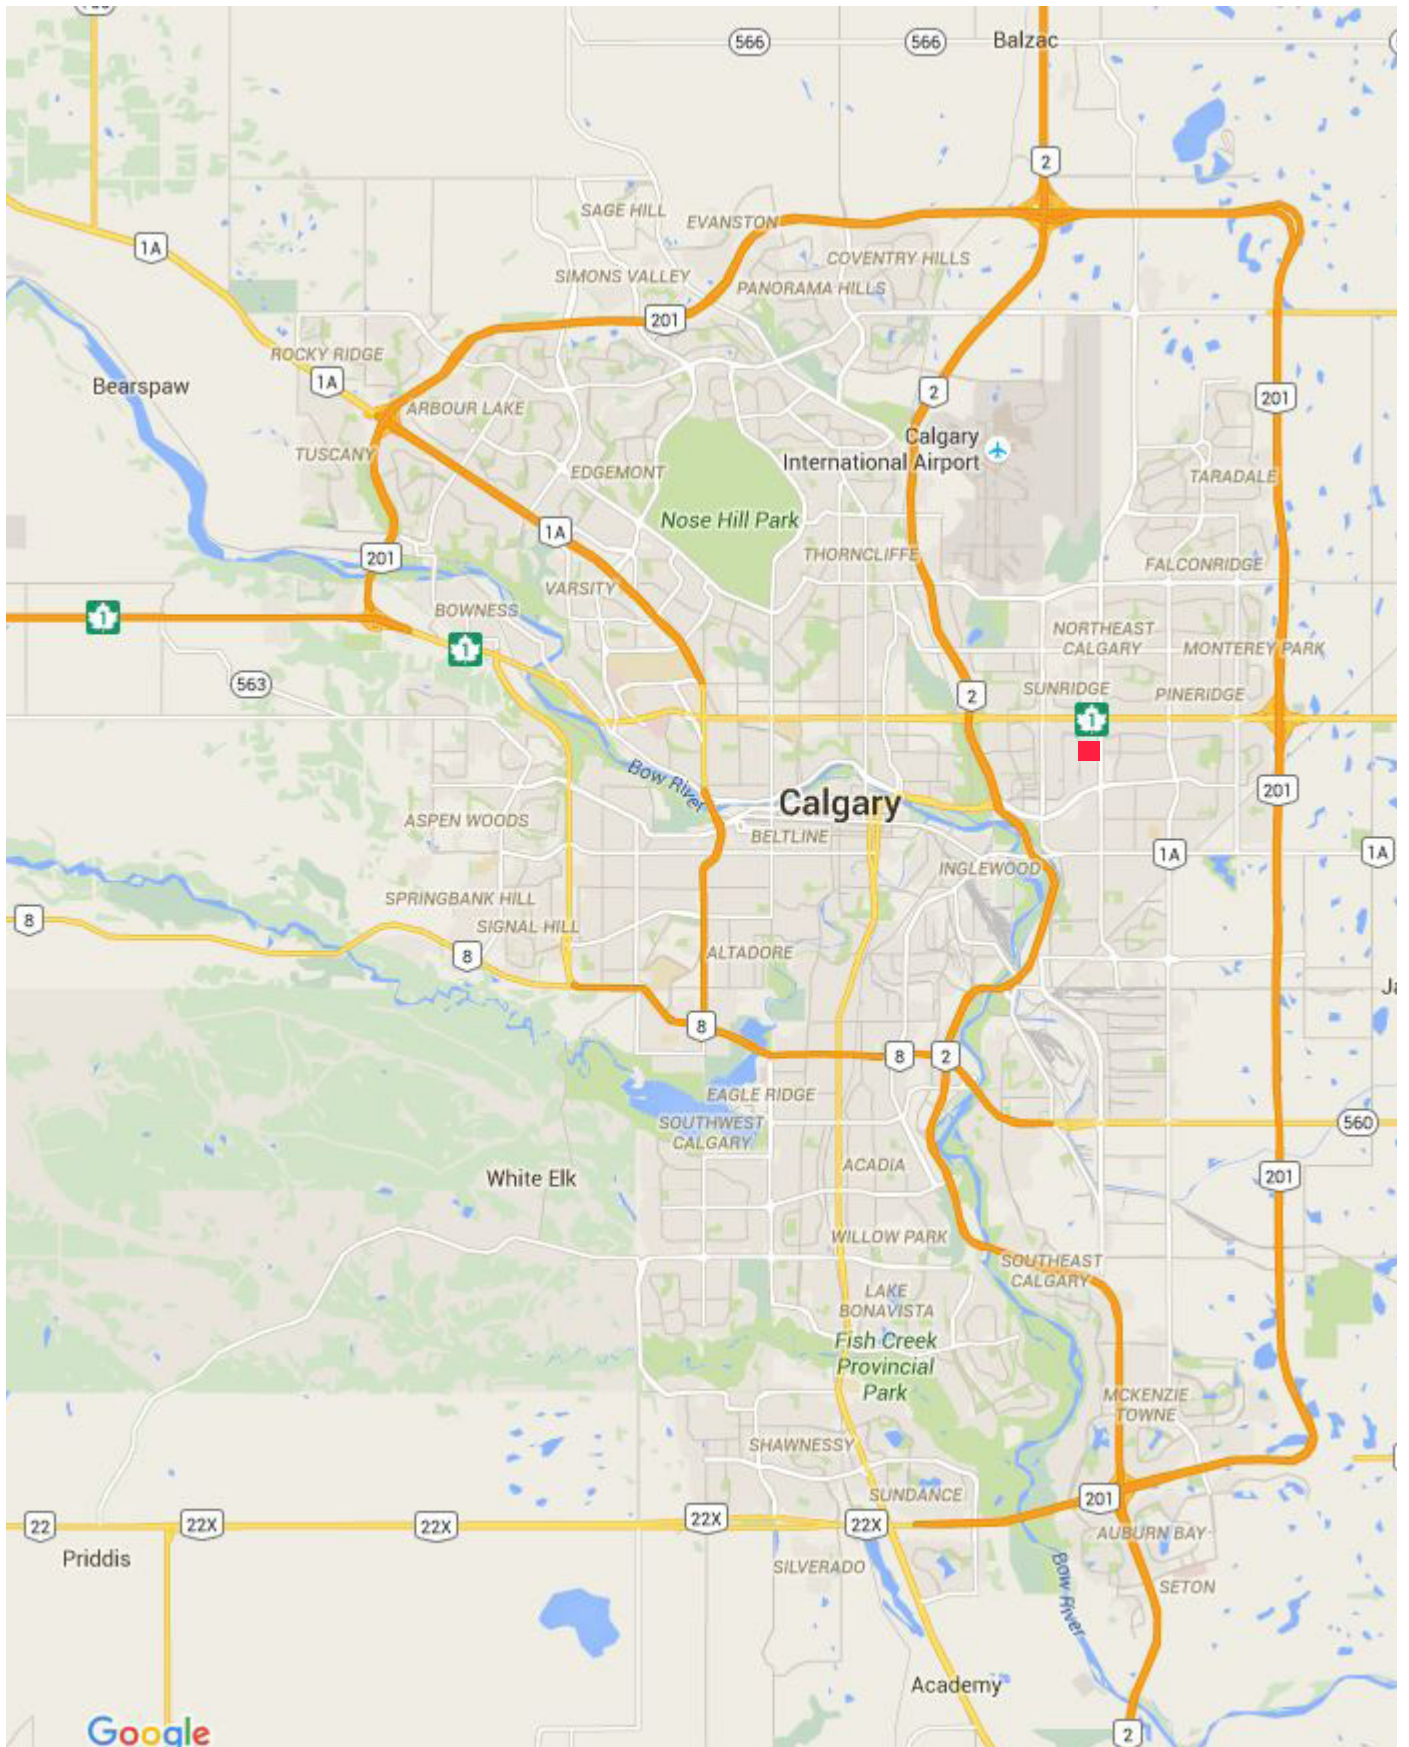 566
566
Balzac
2
SAGE HILL
EVANSTON
1A
COVENTRY HILLS
SIMONS VALLEY
PANORAMA HILLS
201
ROCKY RIDGE
1A
Bearspaw
2
201
ARBOUR LAKE
Calgary
International Airport
TUSCANY
EDGEMONT
TARADALE
Nose Hill Park
1A
201
THORNCLIFFE
FALCONRIDGE
VARSITY
BOWNESS
1
1
NORTHEAST
CALGARY
MONTEREY PARK
563
2
SUNRIDGE
PINERIDGE
1
Bow River
201
Calgary
ASPEN WOODS
BELTLINE
1A
1A
INGLEWOOD
SPRINGBANK HILL
8
SIGNAL HILL
8
ALTADORE
Ja
8
8
2
EAGLE RIDGE
SOUTHWEST
CALGARY
560
ACADIA
White Elk
201
WILLOW PARK
SOUTHEAST
CALGARY
LAKE
BONAVISTA
Fish Creek
Provincial
Park
MCKENZIE
TOWNE
SHAWNESSY
SUNDANCE
201
22
22X
22X
22X
22X
AUBURN BAY
Priddis
SILVERADO
SETON
Bow River
Academy
Google
2